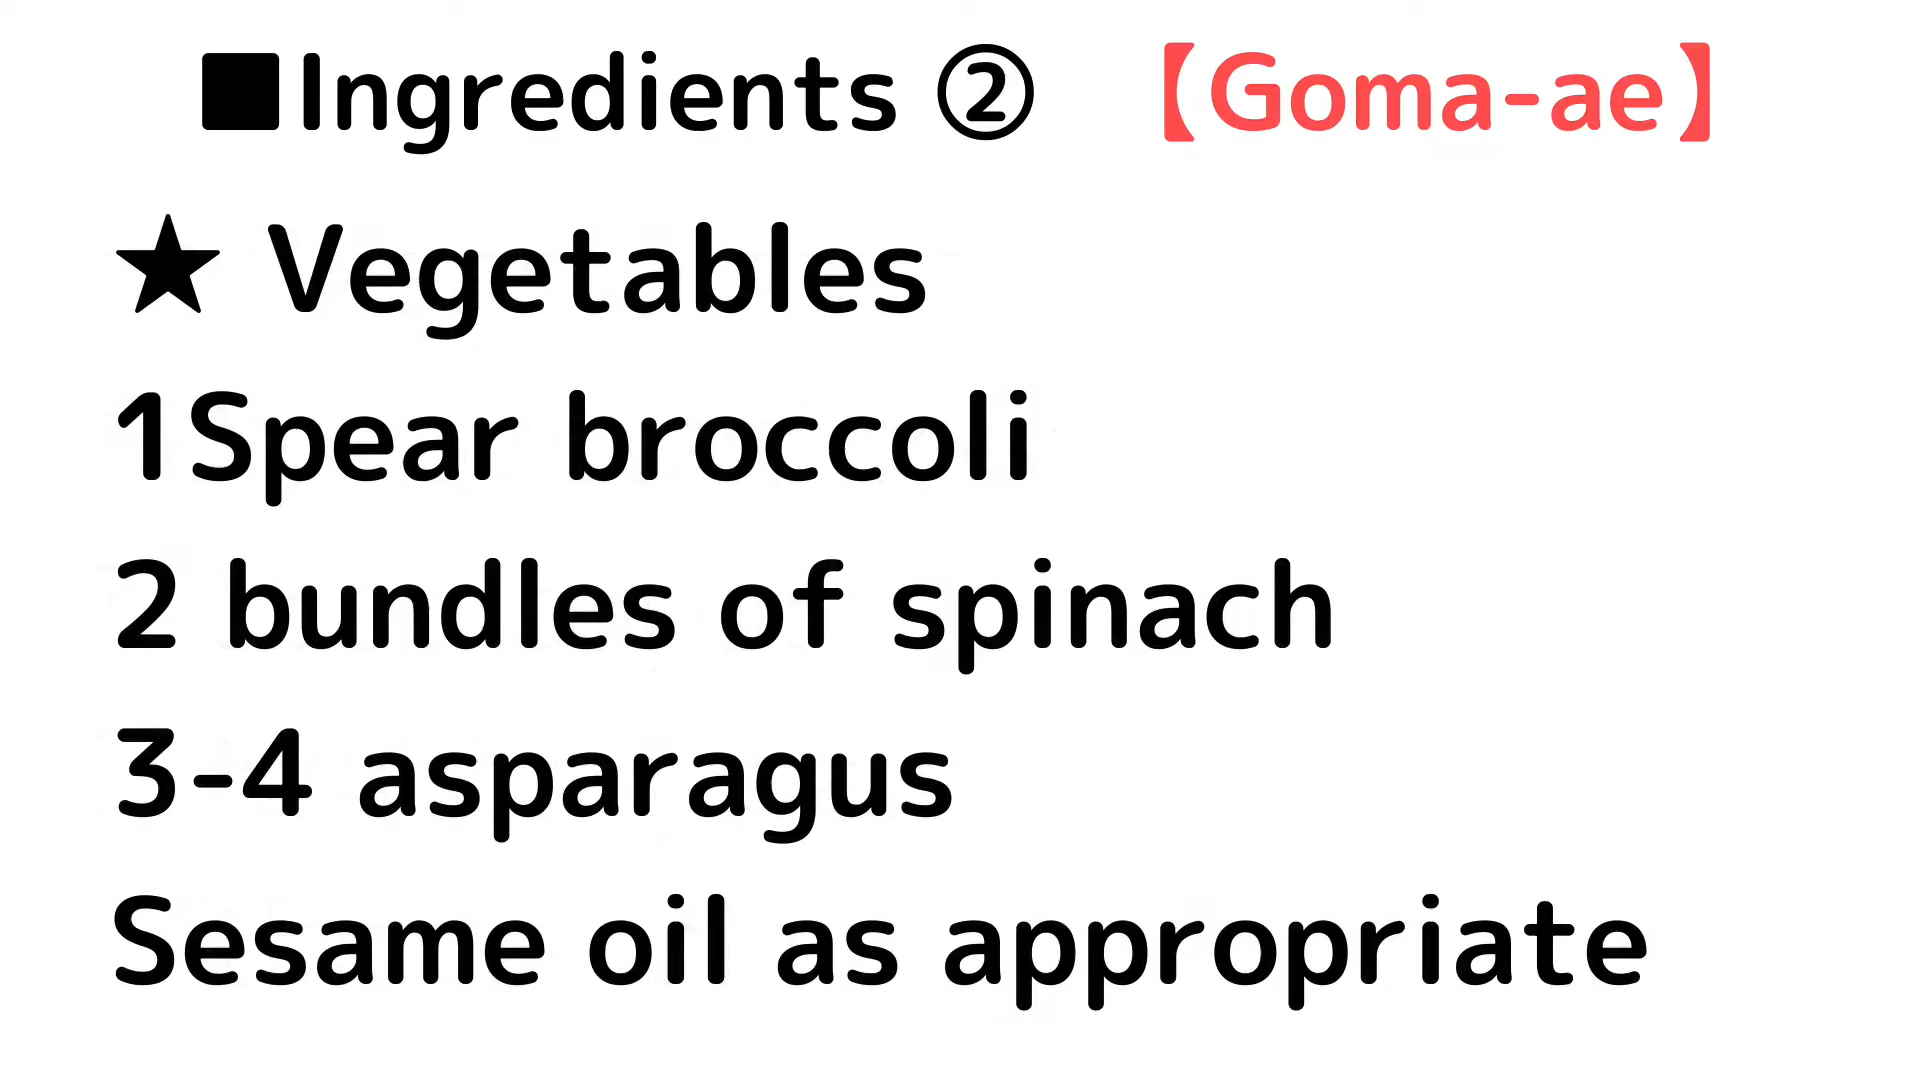 ■Ingredients ② 【Goma-ae】
★ Vegetables
1Spear broccoli
2 bundles of spinach
3-4 asparagus
Sesame oil as appropriate